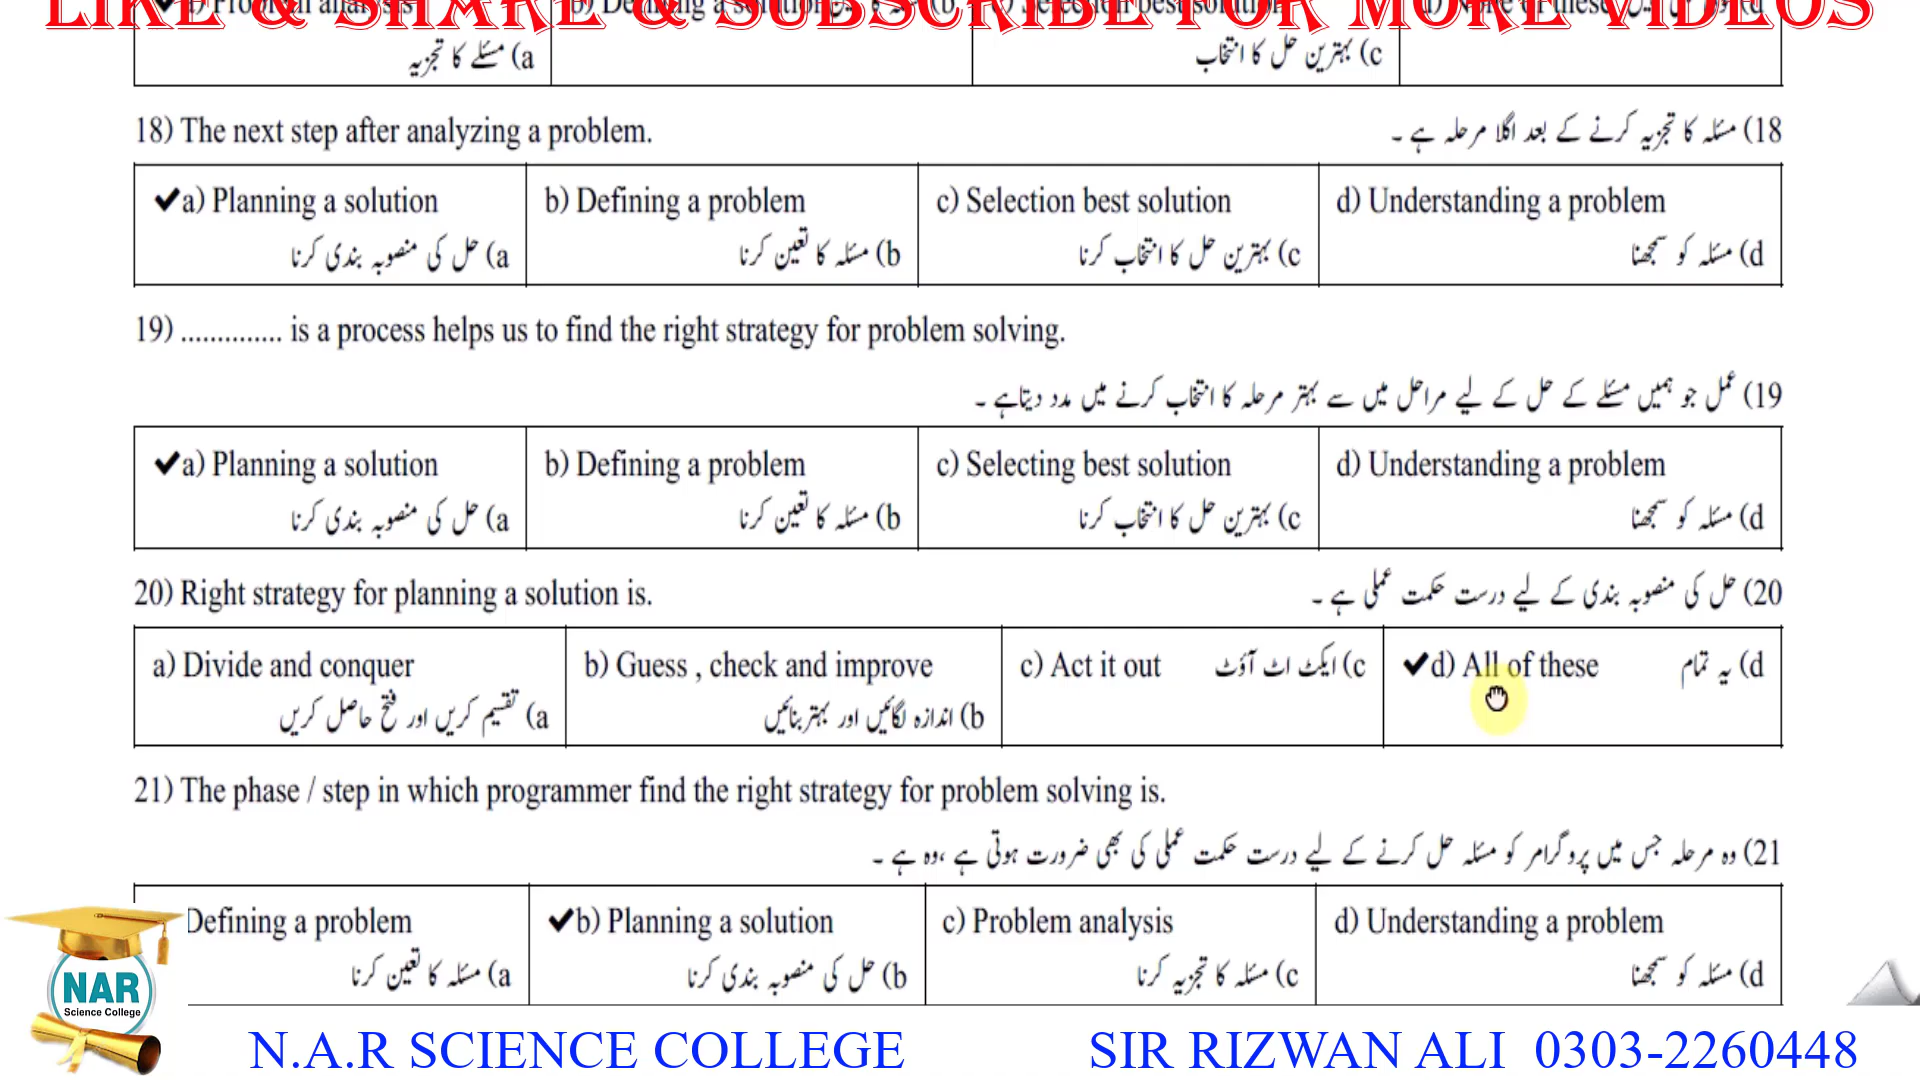 LIKE & SHARE & SUBSCRIBE FOR MORE VIDEOS
a) مسئلے کا تجزیہ
c) بہترین حل کا انتخاب
18) The next step after analyzing a problem.
18) مسئلہ کا تجزیہ کرنے کے بعد اگلا مرحلہ ہے ۔
✔a) Planning a solution b) Defining a problem c) Selection best solution d) Understanding a problem
a) حل کی منصوبہ بندی کرنا b) مسئلہ کا تعین کرنا c) بہترین حل کا انتخاب کرنا d) مسئلہ کو سمجھنا
19) .............. is a process helps us to find the right strategy for problem solving.
19) عمل جو ہمیں مسئلے کے حل کے لیے مراحل میں سے بہتر مرحلہ کا انتخاب کرنے میں مدد دیتاہے ۔
✔a) Planning a solution b) Defining a problem c) Selecting best solution d) Understanding a problem
a) حل کی منصوبہ بندی کرنا b) مسئلہ کا تعین کرنا c) بہترین حل کا انتخاب کرنا d) مسئلہ کو سمجھنا
20) Right strategy for planning a solution is.
20) حل کی منصوبہ بندی کے لیے درست حکمت عملی ہے ۔
a) Divide and conquer b) Guess , check and improve c) Act it out c) ایکٹ اٹ آؤٹ ✔d) All of these d) یہ تمام
a) تقسیم کریں اور فتح حاصل کریں b) اندازہ لگائیں اور بہتر بنائیں
21) The phase / step in which programmer find the right strategy for problem solving is.
21) وہ مرحلہ جس میں پروگرامر کو مسئلہ حل کرنے کے لیے درست حکمت عملی کی بھی ضرورت ہوتی ہے ،وہ ہے ۔
Defining a problem ✔b) Planning a solution c) Problem analysis d) Understanding a problem
a) مسئلہ کا تعین کرنا b) حل کی منصوبہ بندی کرنا c) مسئلہ کا تجزیہ کرنا d) مسئلہ کو سمجھنا
NAR
Science College
N.A.R SCIENCE COLLEGE SIR RIZWAN ALI 0303-2260448